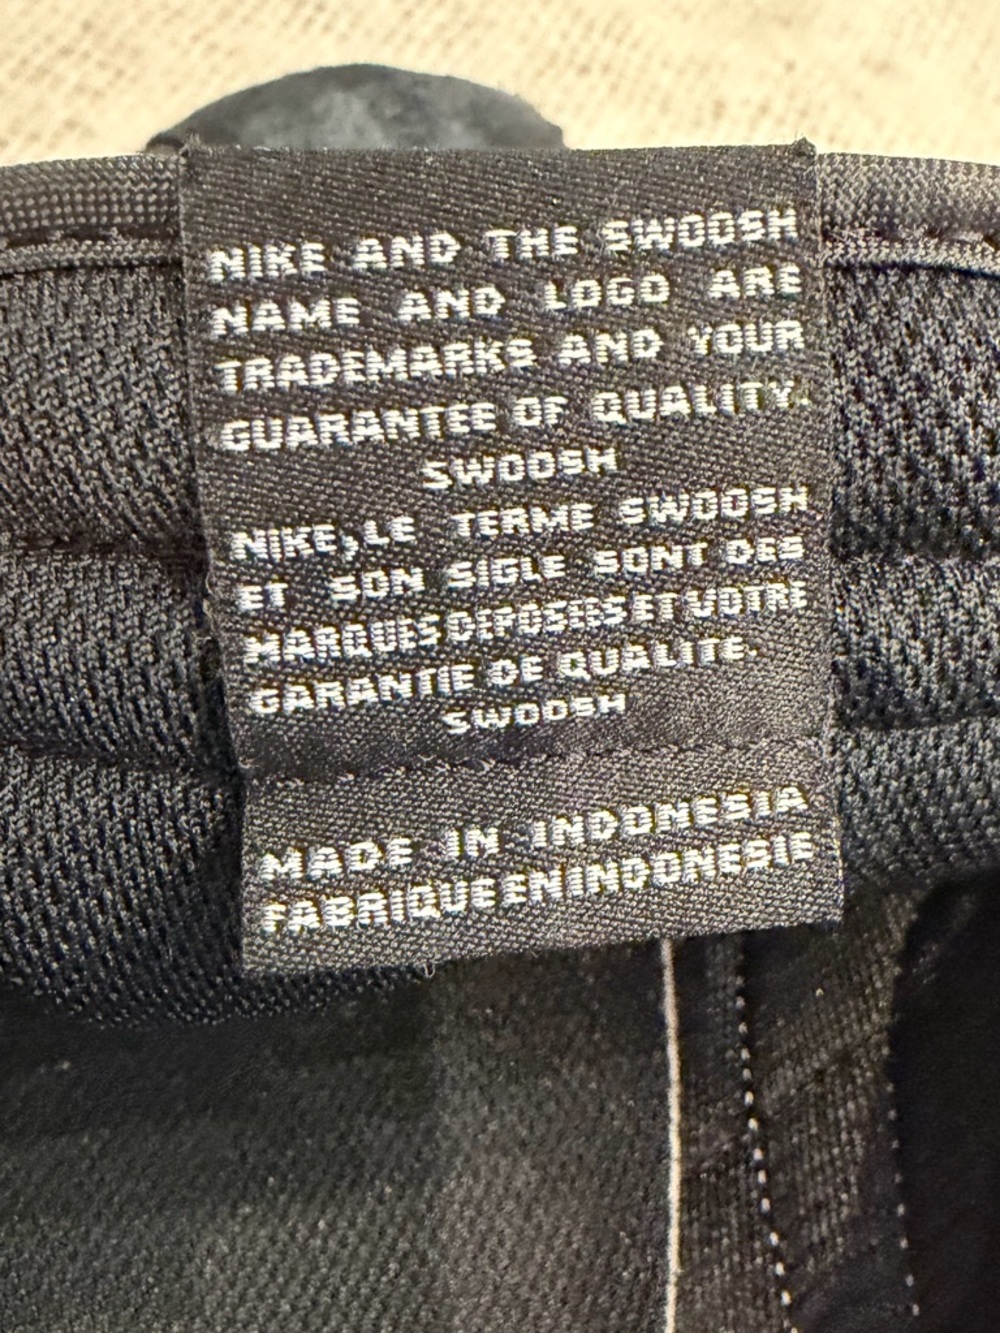 NIKE AND THE SWOOSH
NAME AND LOGO ARE
TRADEMARKS AND YOUR
GUARANTEE OF QUALITY.
SWOOSH
NIKE,LE TERME SWOOSH
ET SON SIGLE SONT DES
MARQUES DEPOSEES ET VOTRE
GARANTIE DE QUALITE.
SWOOSH
MADE IN INDONESIA
FABRIQUE EN INDONESIE